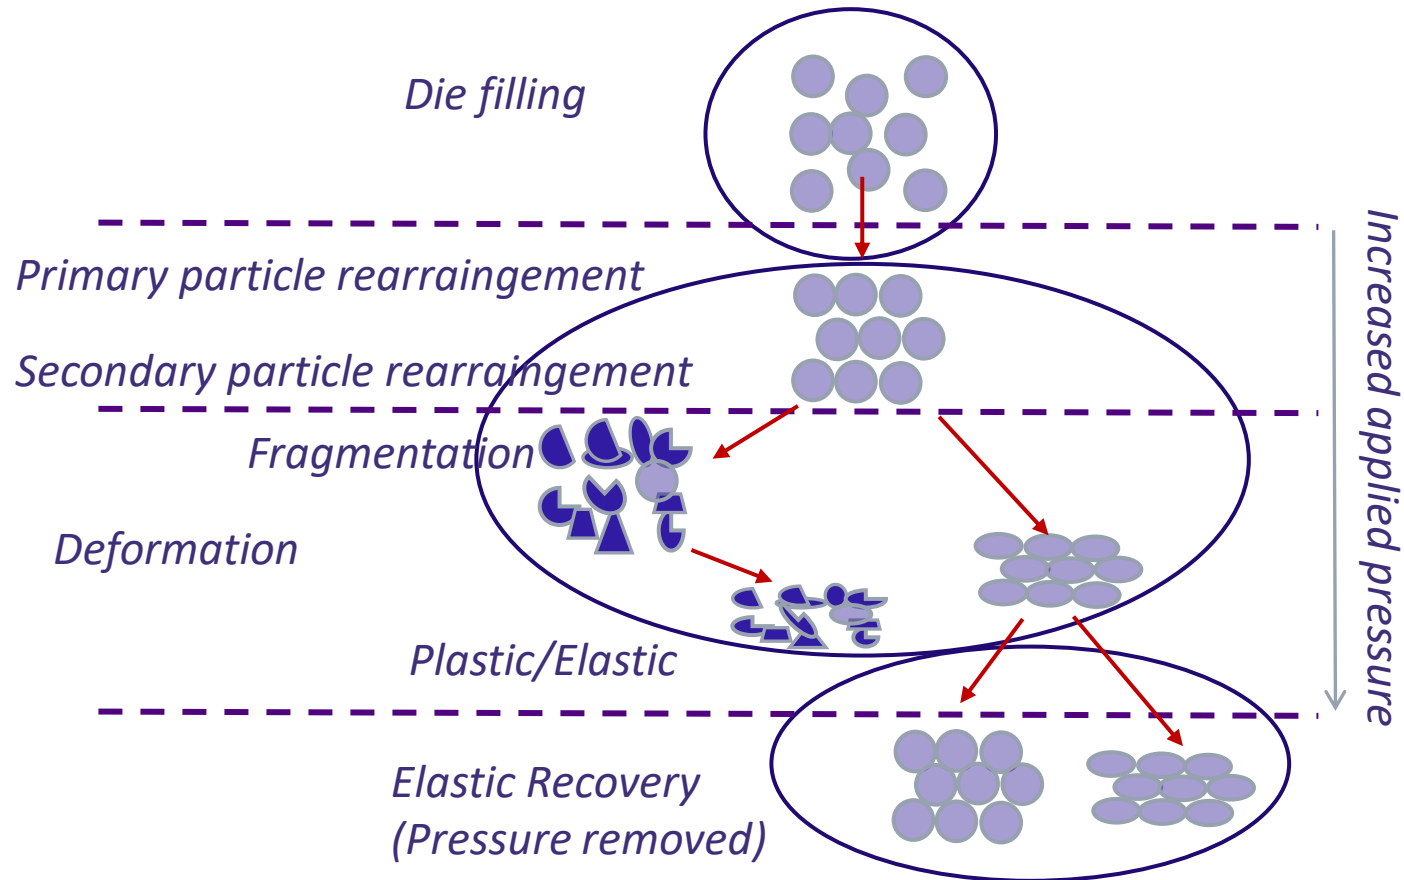 Die filling
Primary particle rearraingement
Secondary particle rearraingement
Fragmentation
Deformation
Plastic/Elastic
Elastic Recovery
(Pressure removed)
Increased applied pressure